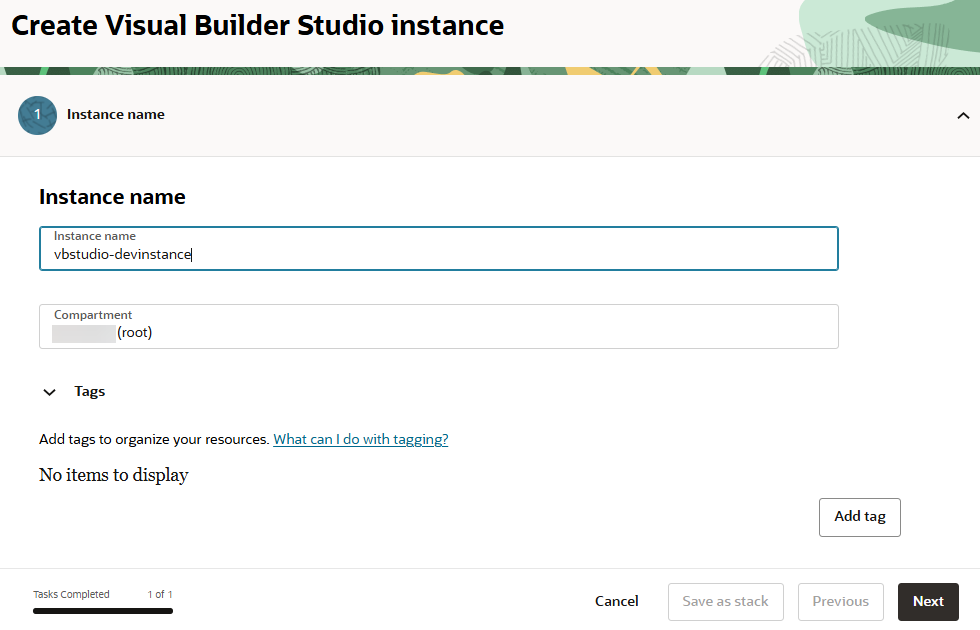 Create Visual Builder Studio instance
1 Instance name
Instance name
Instance name
vbstudio-devinstance
Compartment
(root)
Tags
Add tags to organize your resources. What can I do with tagging?
No items to display
Add tag
Tasks Completed 1 of 1
Cancel Save as stack Previous Next